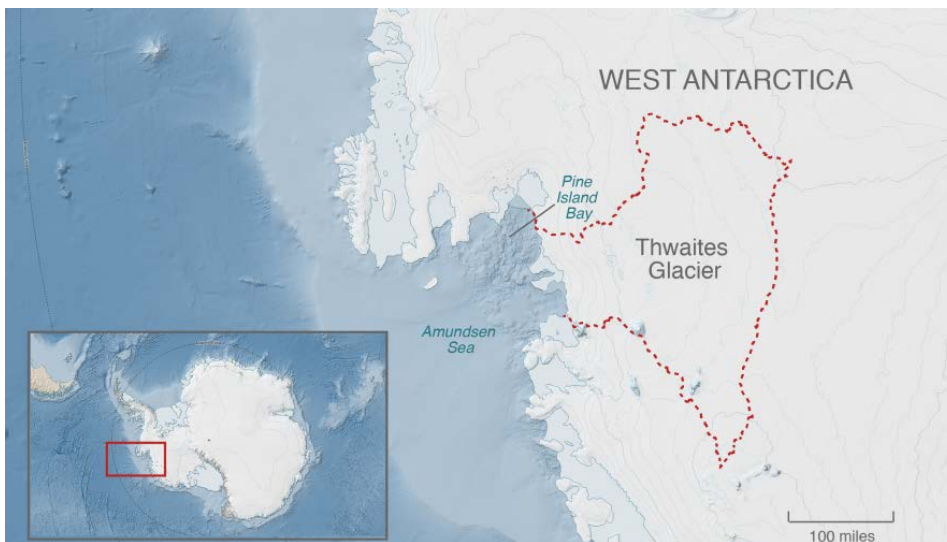 WEST ANTARCTICA
Pine
Island
Bay
Thwaites
Glacier
Amundsen
Sea
100 miles